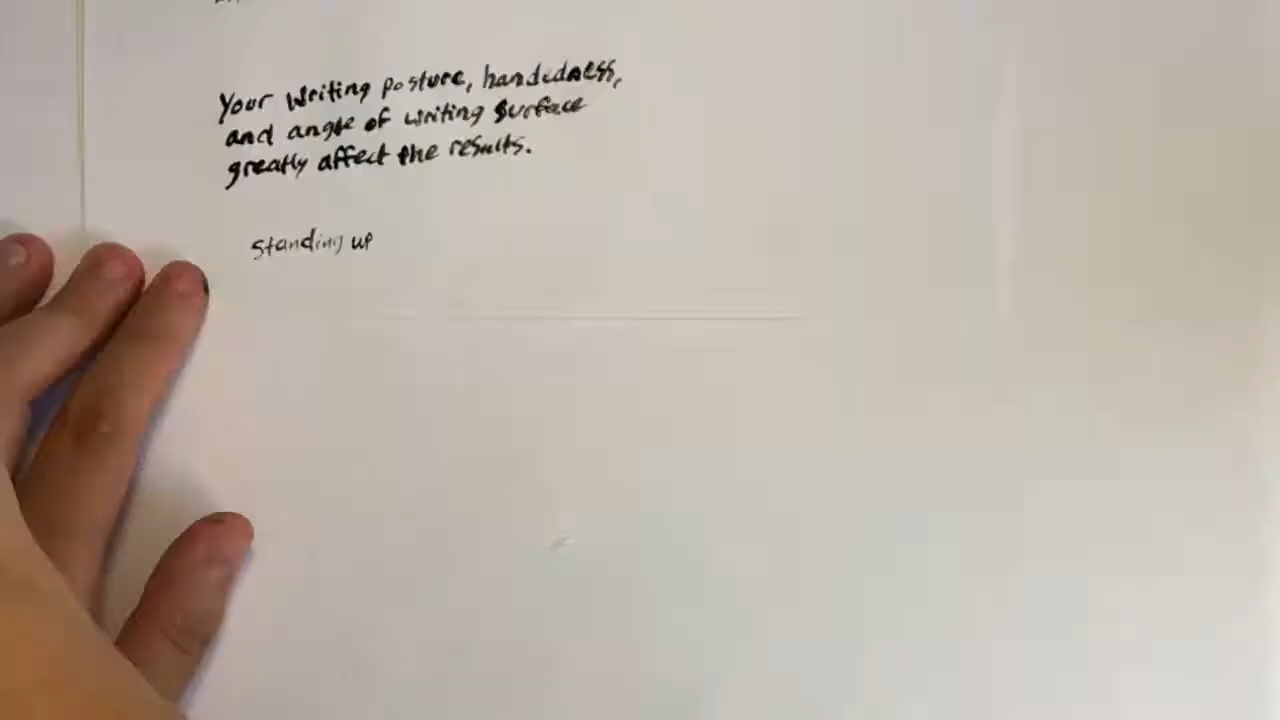 Your writing posture, handedness,
and angle of writing surface
greatly affect the results.
Standing up